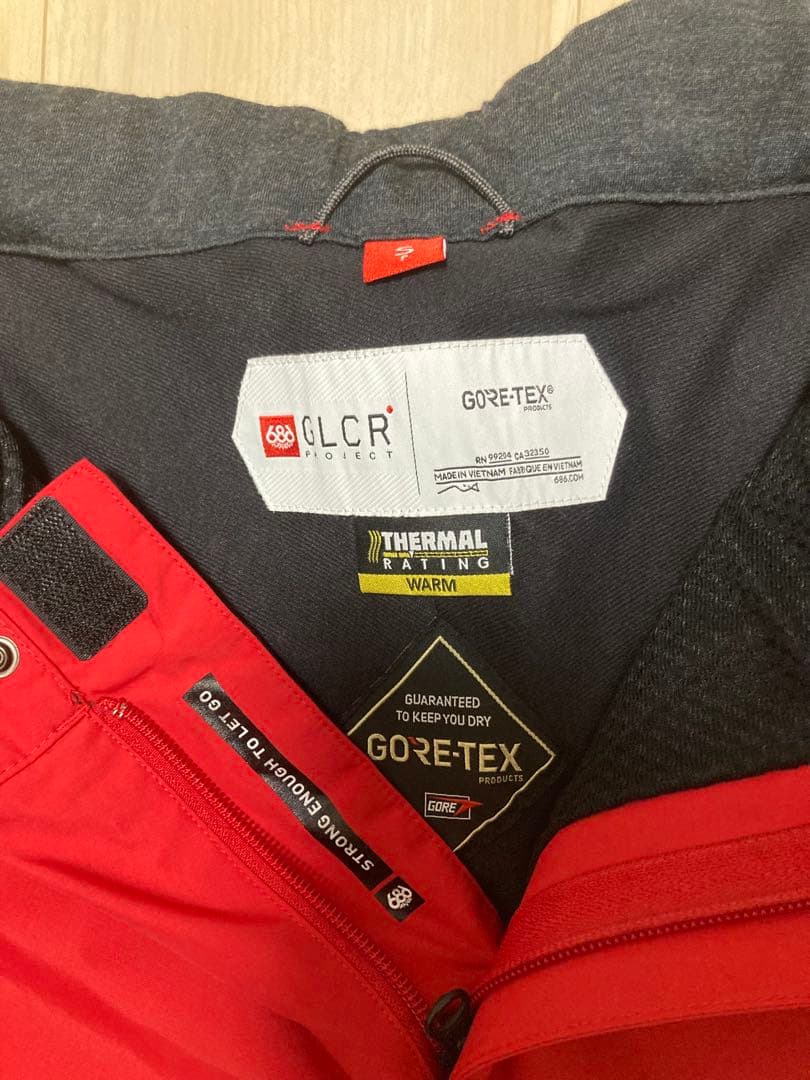 S
686
GLCR
PROJECT
GORE-TEX®
PRODUCTS
RN 99204 CA 32350
MADE IN VIETNAM FABRIQUE EN VIETNAM
686.COM
THERMAL
RATING
WARM
GUARANTEED
TO KEEP YOU DRY
GORE-TEX
PRODUCTS
GORE
STRONG ENOUGH TO LET GO
686